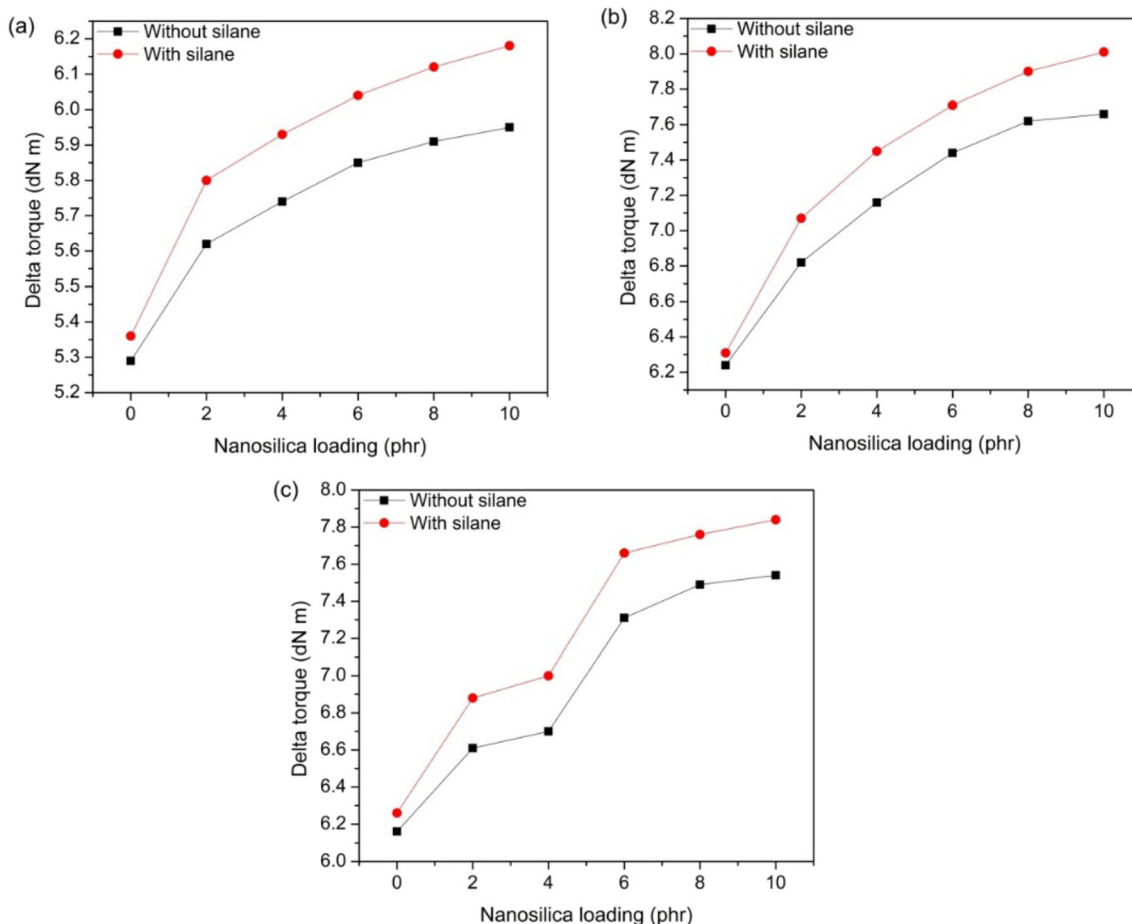 (a)
Without silane
With silane
6.2
6.1
6.0
5.9
5.8
5.7
5.6
5.5
5.4
5.3
5.2
Delta torque (dN m)
0 2 4 6 8 10
Nanosilica loading (phr)
(b)
Without silane
With silane
8.2
8.0
7.8
7.6
7.4
7.2
7.0
6.8
6.6
6.4
6.2
Delta torque (dN m)
0 2 4 6 8 10
Nanosilica loading (phr)
(c)
Without silane
With silane
8.0
7.8
7.6
7.4
7.2
7.0
6.8
6.6
6.4
6.2
6.0
Delta torque (dN m)
0 2 4 6 8 10
Nanosilica loading (phr)